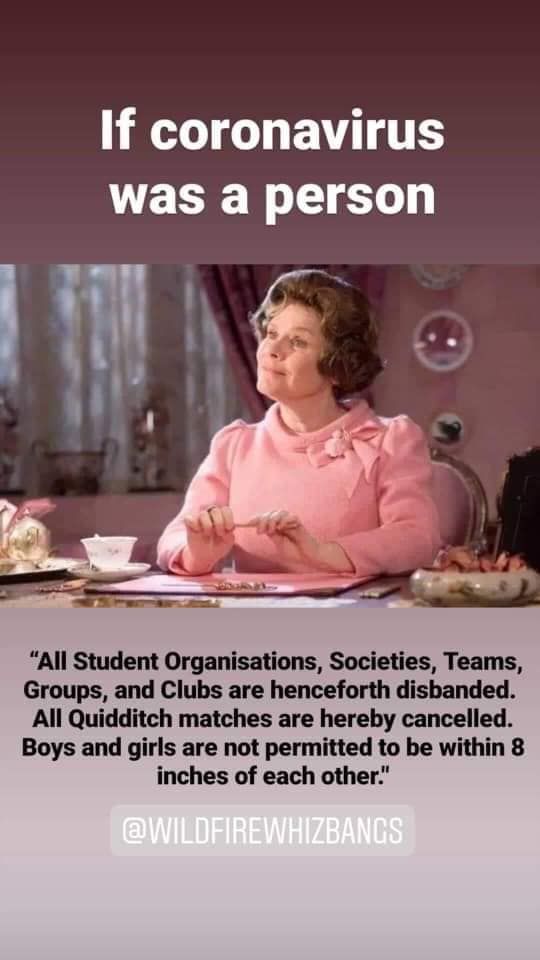 If coronavirus
was a person
“All Student Organisations, Societies, Teams,
Groups, and Clubs are henceforth disbanded.
All Quidditch matches are hereby cancelled.
Boys and girls are not permitted to be within 8
inches of each other."
@WILDFIREWHIZBANGS